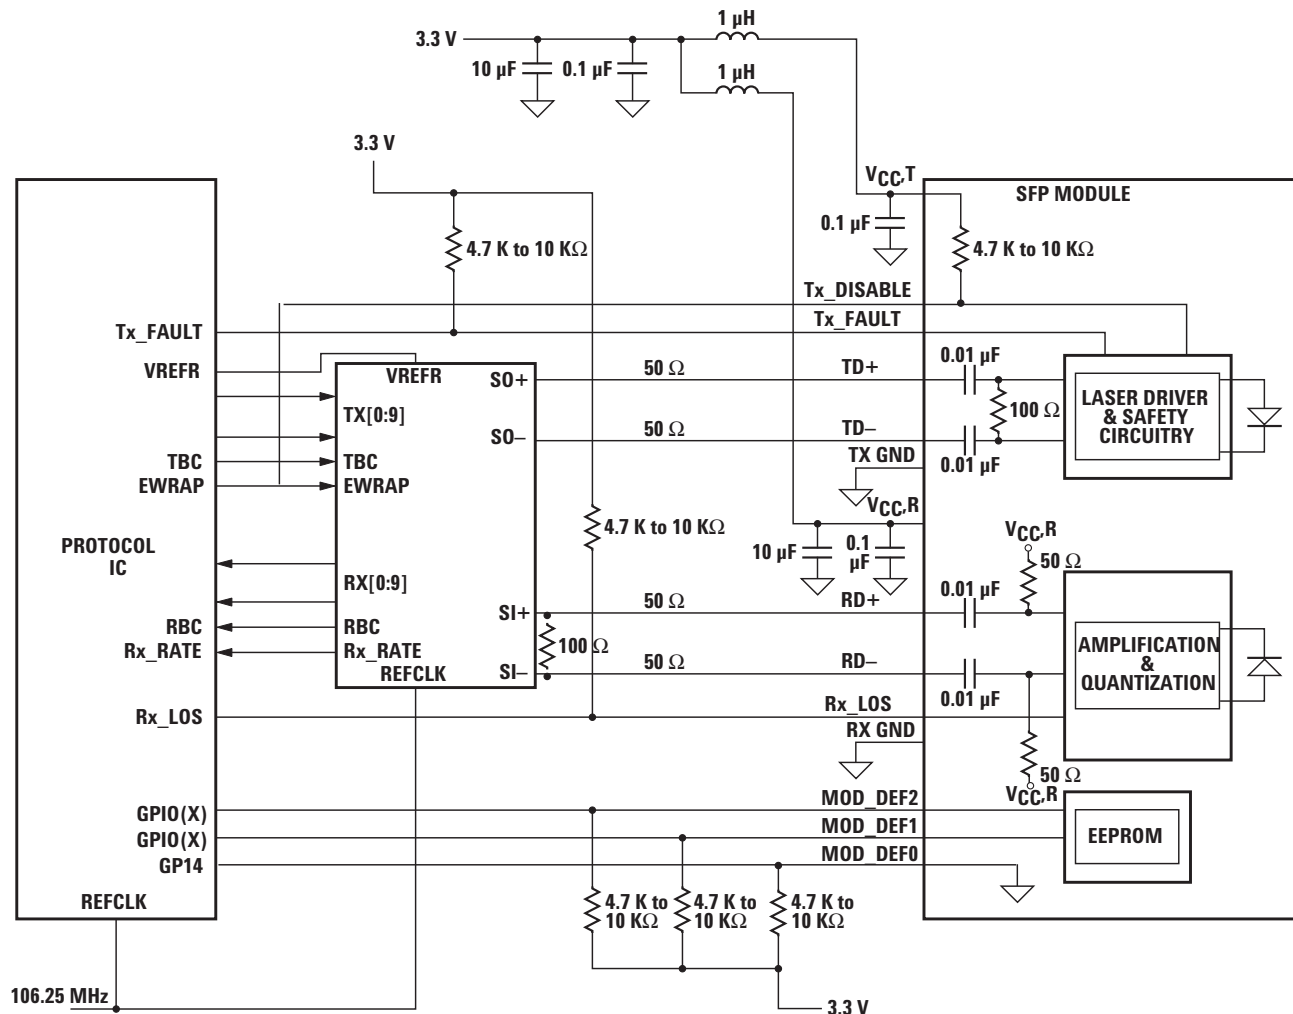 1 µH
3.3 V
10 µF
0.1 µF
1 µH
3.3 V
VCC,T
SFP MODULE
0.1 µF
4.7 K to 10 KΩ
4.7 K to 10 KΩ
Tx_DISABLE
Tx_FAULT
Tx_FAULT
VREFR
VREFR
SO+
50 Ω
TD+
0.01 µF
TX[0:9]
100 Ω
LASER DRIVER
& SAFETY
CIRCUITRY
SO–
50 Ω
TD–
0.01 µF
TBC
TBC
TX GND
EWRAP
EWRAP
VCC,R
4.7 K to 10 KΩ
PROTOCOL
IC
10 µF
0.1
µF
VCC,R
50 Ω
RX[0:9]
SI+
50 Ω
RD+
0.01 µF
RBC
RBC
Rx_RATE
Rx_RATE
100 Ω
REFCLK
SI–
50 Ω
RD–
0.01 µF
AMPLIFICATION
&
QUANTIZATION
Rx_LOS
Rx_LOS
RX GND
50 Ω
VCC,R
GPIO(X)
MOD_DEF2
GPIO(X)
MOD_DEF1
EEPROM
GP14
MOD_DEF0
REFCLK
4.7 K to
10 KΩ
4.7 K to
10 KΩ
4.7 K to
10 KΩ
106.25 MHz
3.3 V